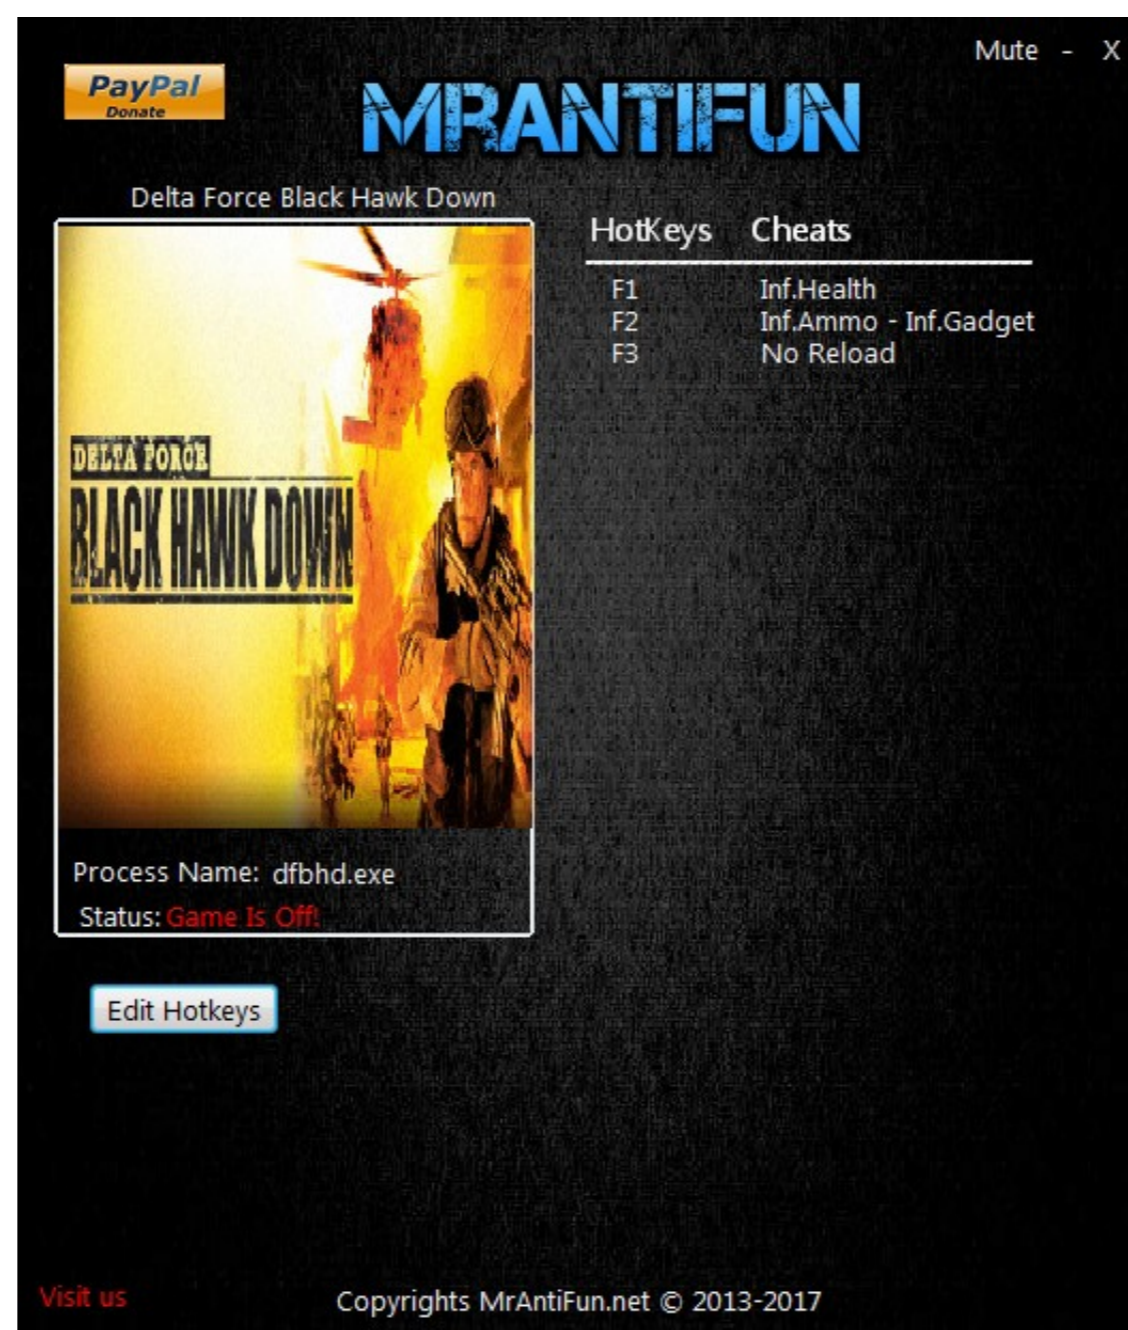 Mute - X
PayPal
Donate
MRANTIFUN
Delta Force Black Hawk Down
HotKeys Cheats
F1 Inf.Health
F2 Inf.Ammo - Inf.Gadget
F3 No Reload
DELTA FORCE
BLACK HAWK DOWN
Process Name: dfbhd.exe
Status: Game Is Off!
Edit Hotkeys
Visit us
Copyrights MrAntiFun.net © 2013-2017